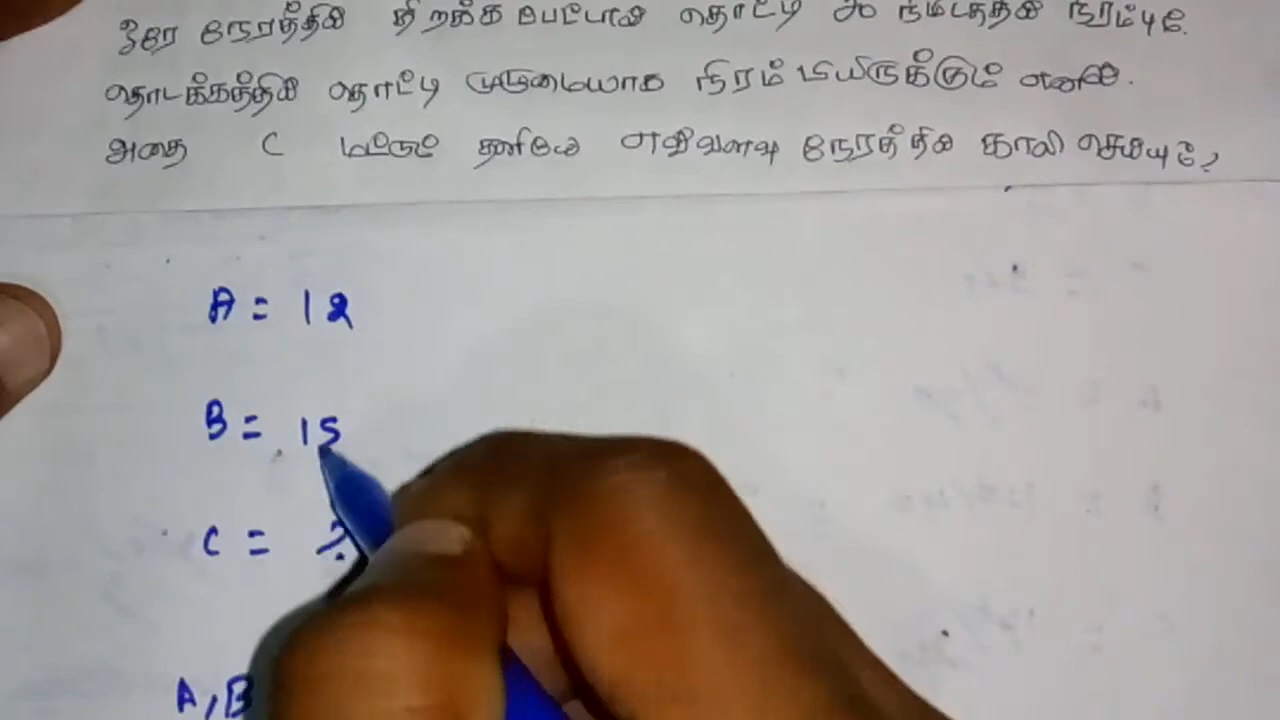 ஒரே நேரத்தில் திறக்கப்பட்டால் தொட்டி 20 நிமிடத்தில் நிரம்பும்.
தொடக்கத்தில் தொட்டி முழுமையாக நிரம்பியிருக்கும் எனில்.
அதை C மட்டும் தனியே எவ்வளவு நேரத்தில் காலி செய்யும்?
A = 12
B = 15
C = ?
A, B